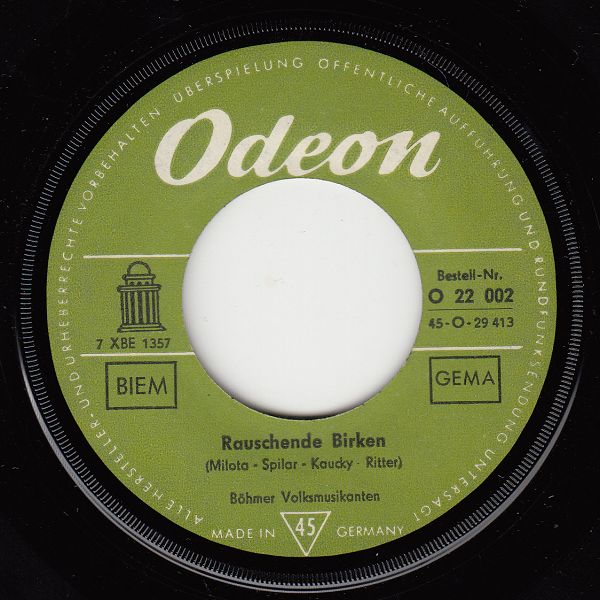 ALLE HERSTELLER- UND URHEBERRECHTE VORBEHALTEN ÜBERSPIELUNG ÖFFENTLICHE AUFFÜHRUNG UND RUNDFUNKSENDUNG UNTERSAGT
Odeon
Bestell-Nr.
O 22 002
45-O-29 413
7 XBE 1357
BIEM
GEMA
Rauschende Birken
(Milota - Spilar - Kaucky - Ritter)
Böhmer Volksmusikanten
MADE IN 45 GERMANY